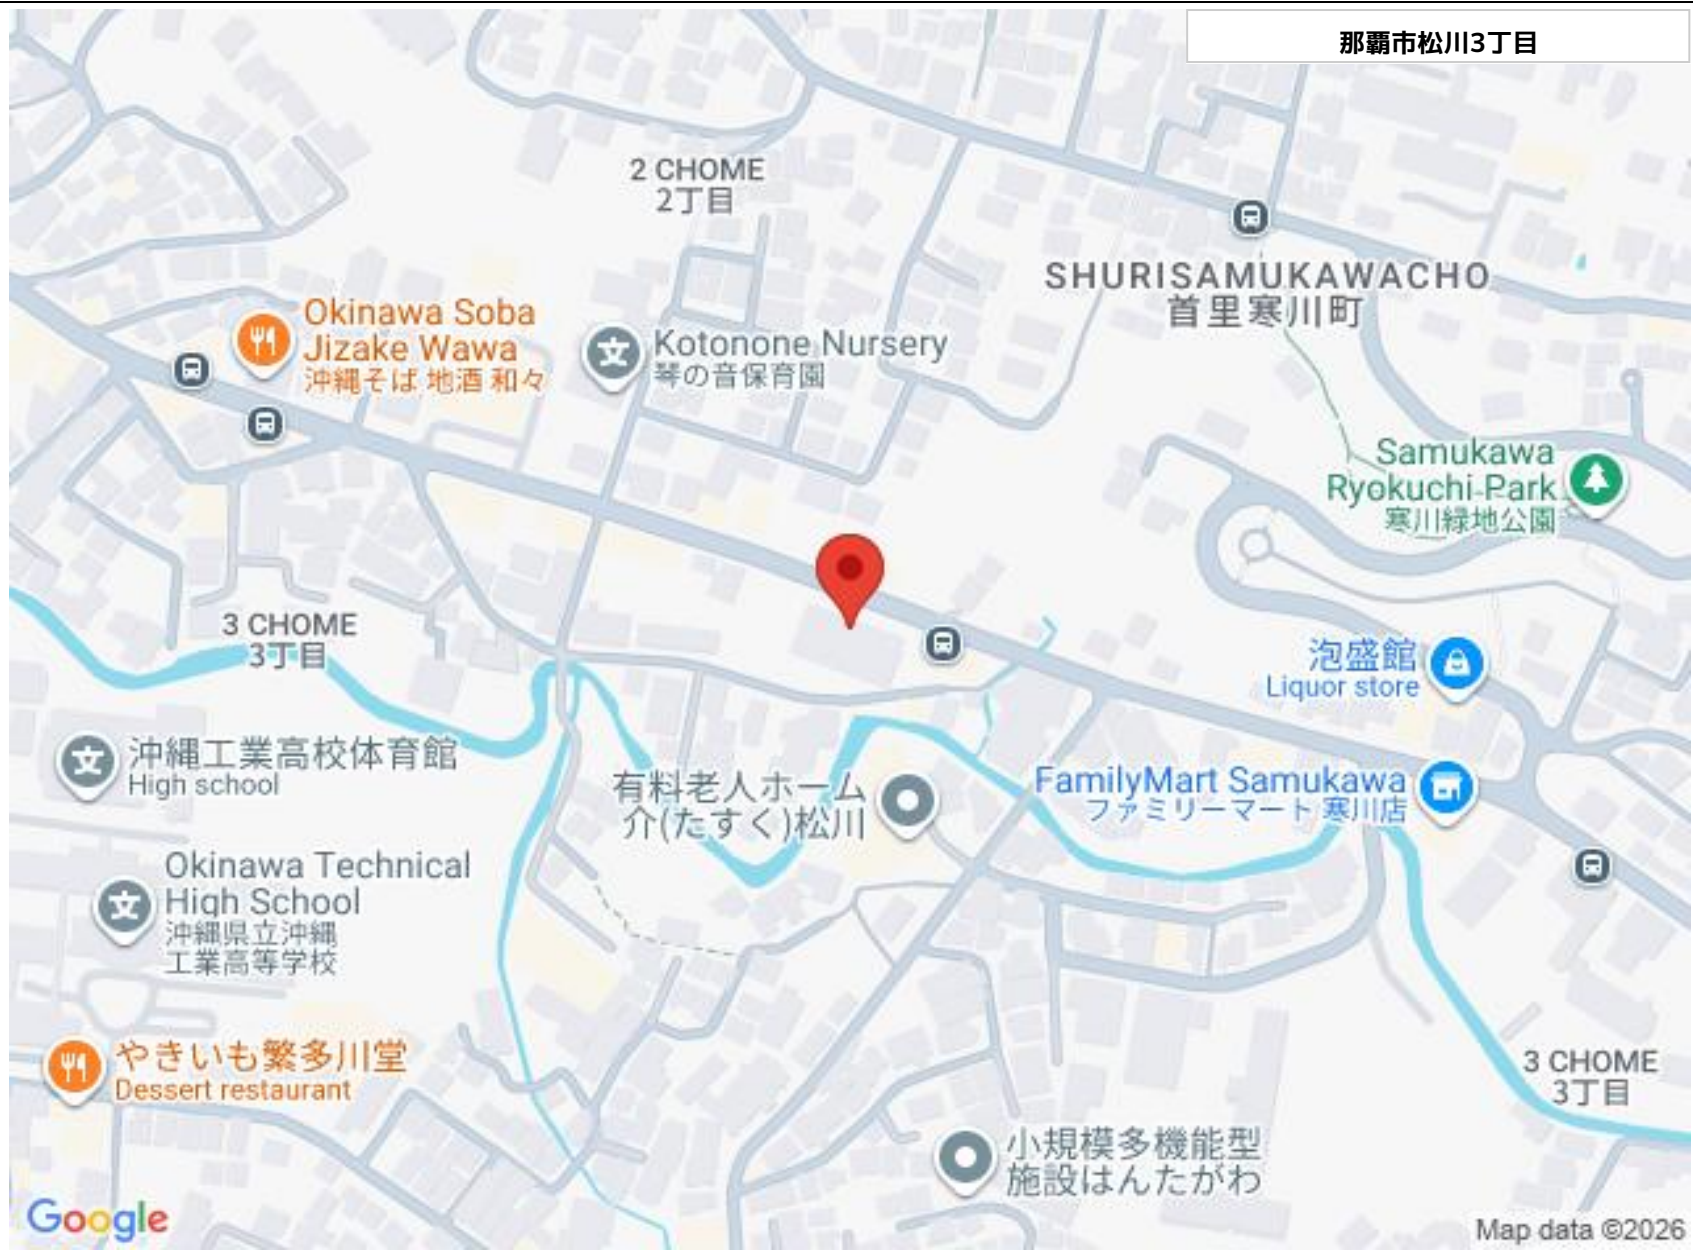 那覇市松川3丁目
2 CHOME
2丁目
SHURISAMUKAWACHO
首里寒川町
Okinawa Soba
Jizake Wawa
沖縄そば 地酒 和々
Kotonone Nursery
琴の音保育園
Samukawa
Ryokuchi Park
寒川緑地公園
3 CHOME
3丁目
泡盛館
Liquor store
沖縄工業高校体育館
High school
有料老人ホーム
介(たすく)松川
FamilyMart Samukawa
ファミリーマート 寒川店
Okinawa Technical
High School
沖縄県立沖縄
工業高等学校
やきいも繁多川堂
Dessert restaurant
3 CHOME
3丁目
小規模多機能型
施設はんたがわ
Google
Map data ©2026